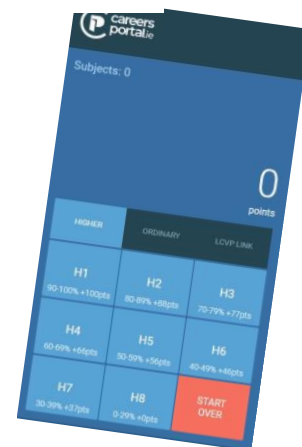 careers
portal.ie
Subjects: 0
0
points
HIGHER
ORDINARY
LCVP LINK
H1
90-100% +100pts
H2
80-89% +88pts
H3
70-79% +77pts
H4
60-69% +66pts
H5
50-59% +56pts
H6
40-49% +46pts
H7
30-39% +37pts
H8
0-29% +0pts
START
OVER